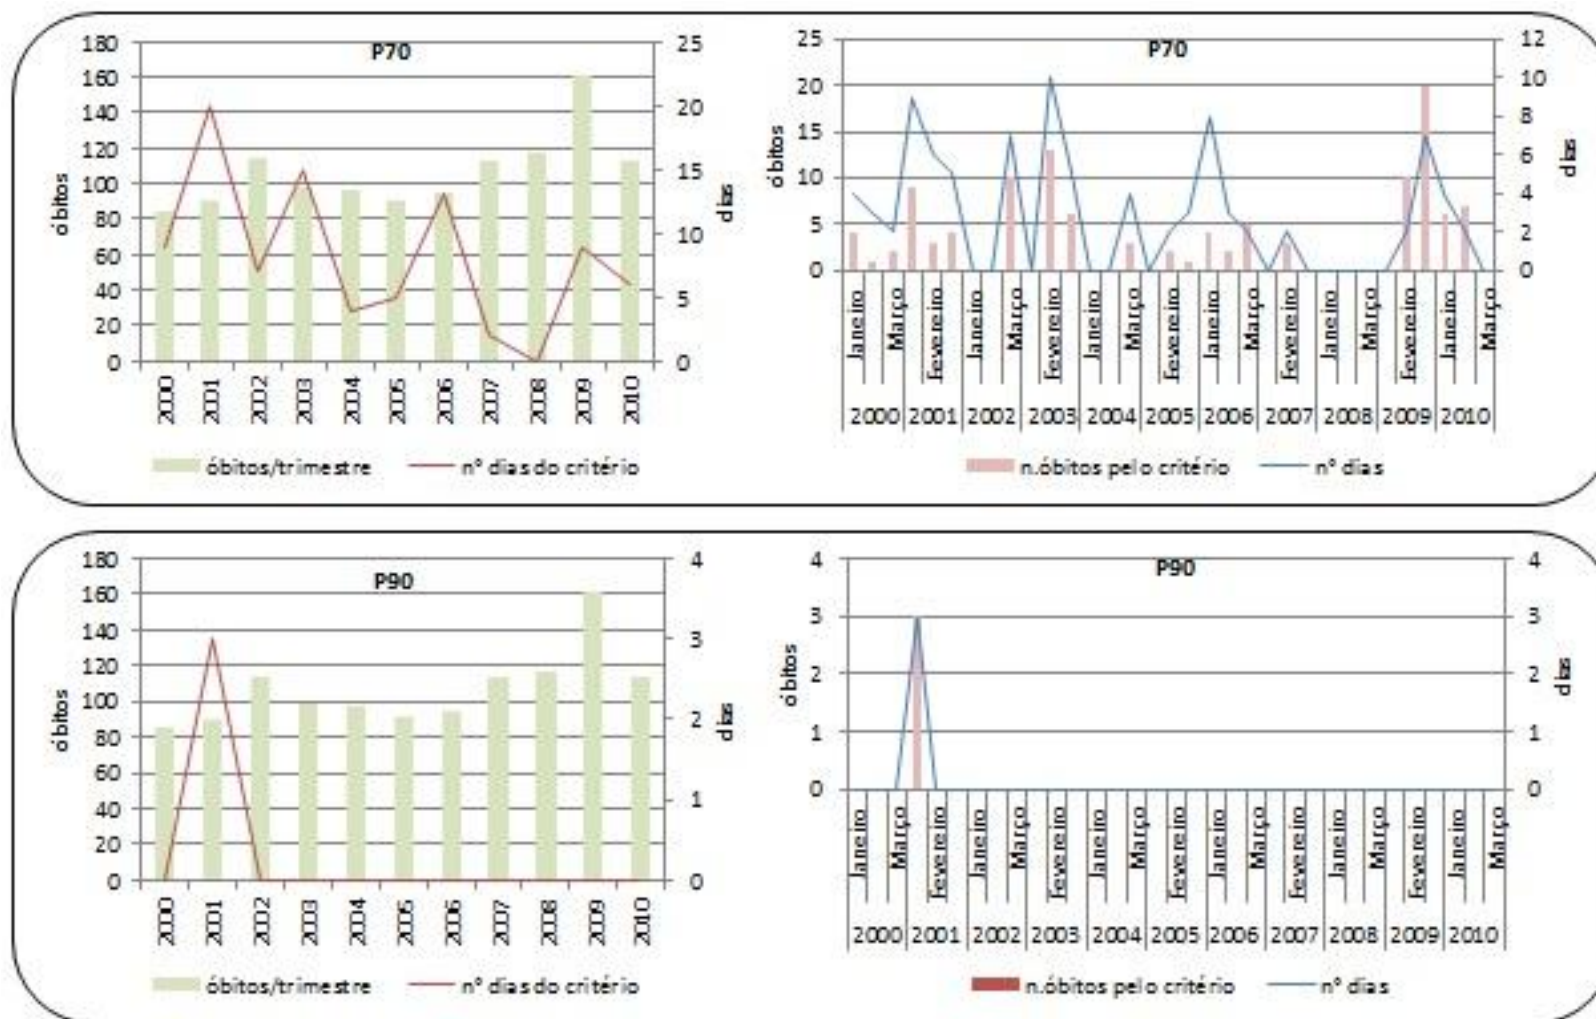 P70
180
160
140
120
100
80
60
40
20
0
25
20
15
10
5
0
óbitos
dias
2000 2001 2002 2003 2004 2005 2006 2007 2008 2009 2010
óbitos/trimestre nº dias do critério
P70
25
20
15
10
5
0
12
10
8
6
4
2
0
óbitos
dias
Janeiro Março Fevereiro Janeiro Março Fevereiro Janeiro Março Fevereiro Janeiro Março Fevereiro Janeiro Março Fevereiro Janeiro Março
2000 2001 2002 2003 2004 2005 2006 2007 2008 2009 2010
n.óbitos pelo critério nº dias
P90
180
160
140
120
100
80
60
40
20
0
4
3
2
1
0
óbitos
dias
2000 2001 2002 2003 2004 2005 2006 2007 2008 2009 2010
óbitos/trimestre nº dias do critério
P90
4
3
2
1
0
4
3
2
1
0
óbitos
dias
Janeiro Março Fevereiro Janeiro Março Fevereiro Janeiro Março Fevereiro Janeiro Março Fevereiro Janeiro Março Fevereiro Janeiro Março
2000 2001 2002 2003 2004 2005 2006 2007 2008 2009 2010
n.óbitos pelo critério nº dias